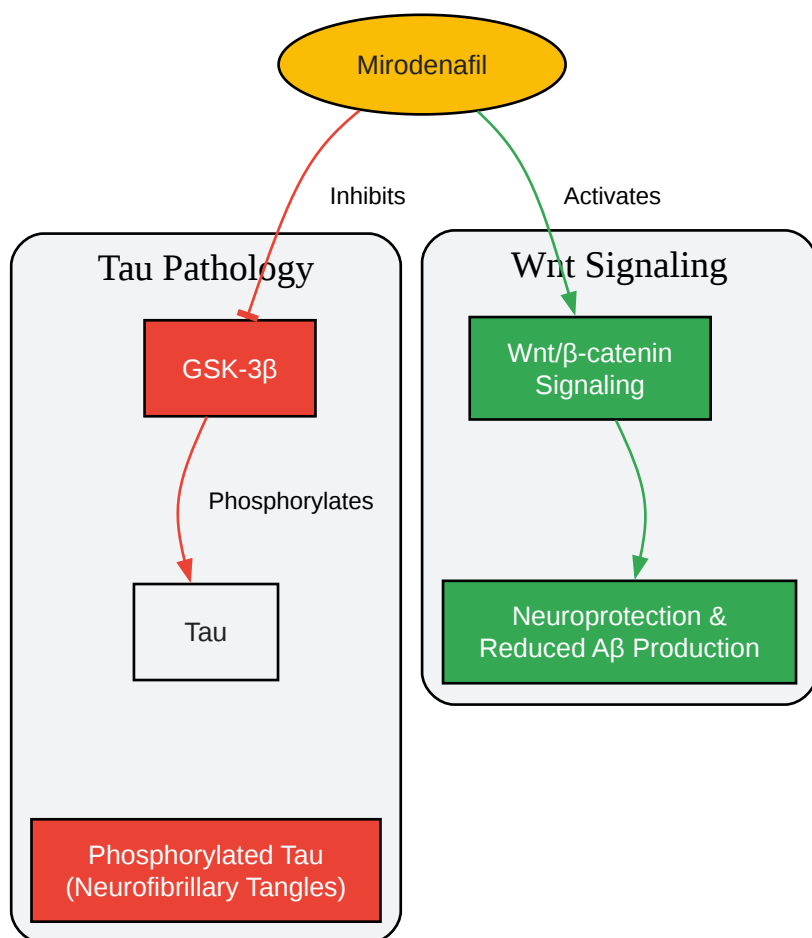 Mirodenafil
Inhibits
Activates
Tau Pathology
Wnt Signaling
GSK-3β
Wnt/β-catenin
Signaling
Phosphorylates
Tau
Neuroprotection &
Reduced Aβ Production
Phosphorylated Tau
(Neurofibrillary Tangles)